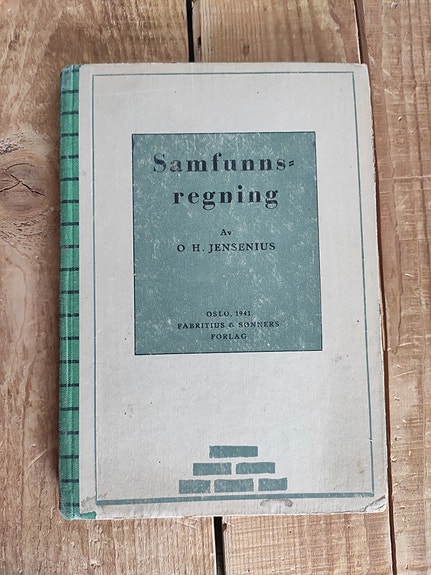 Samfunns=
regning
Av
O H. JENSENIUS
OSLO, 1941
FABRITIUS & SØNNERS
FORLAG